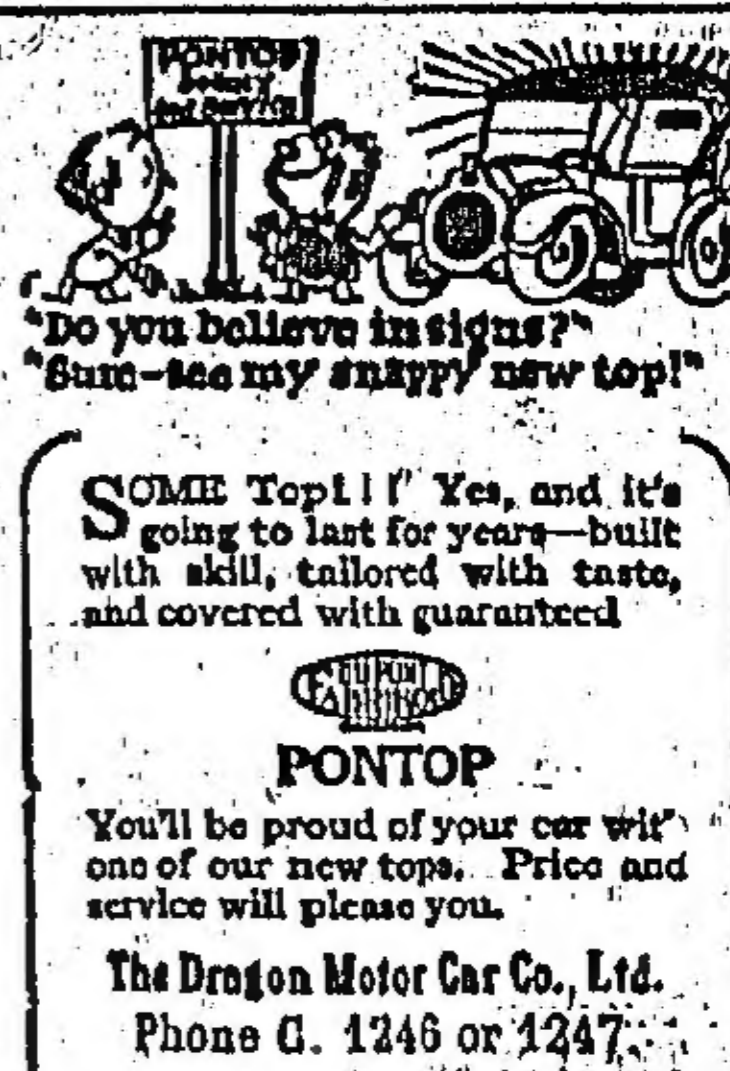 PONTOP
"Do you believe in signs?"
"Sure—see my snappy new top!"
SOME Top!!!" Yes, and it's
going to last for years—built
with skill, tailored with taste,
and covered with guaranteed
DU PONT
PONTOP
You'll be proud of your car wit'
one of our new tops. Price and
service will please you.
The Dragon Motor Car Co., Ltd.
Phone C. 1246 or 1247.